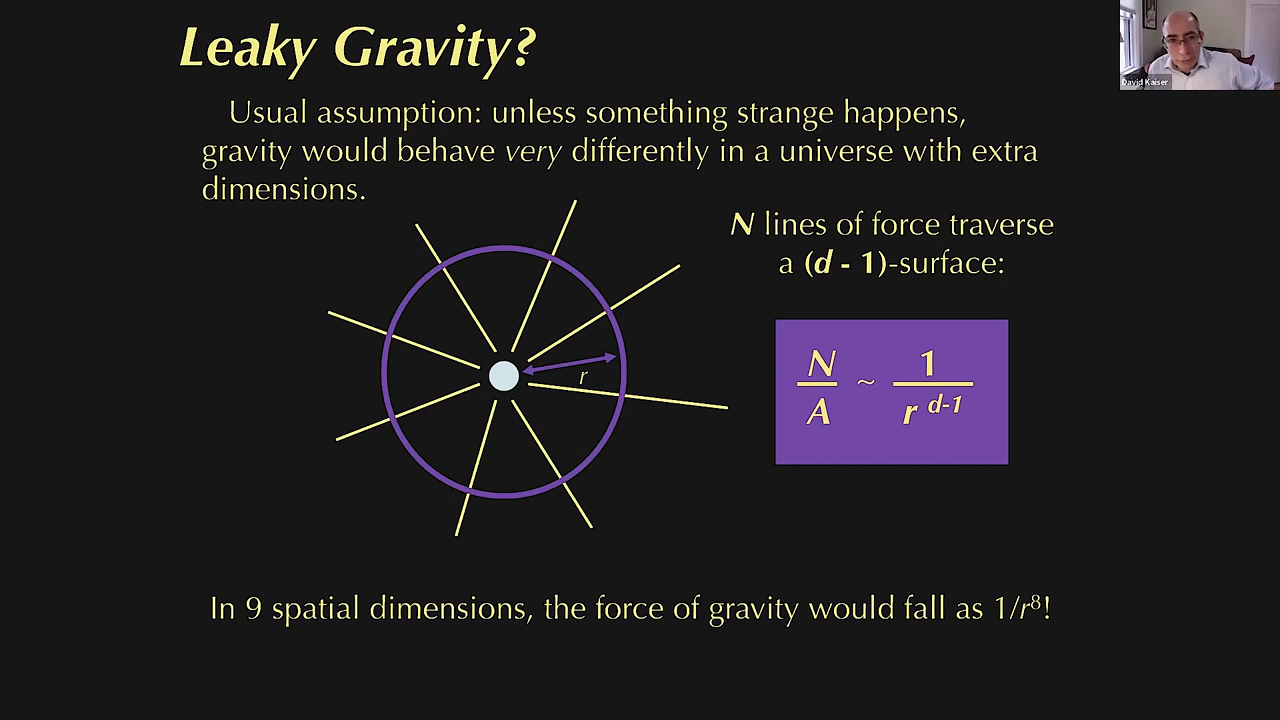 Leaky Gravity?
David Kaiser
Usual assumption: unless something strange happens,
gravity would behave very differently in a universe with extra
dimensions.
N lines of force traverse
a (d - 1)-surface:
r
N/A ~ 1/r^(d-1)
In 9 spatial dimensions, the force of gravity would fall as 1/r⁸!